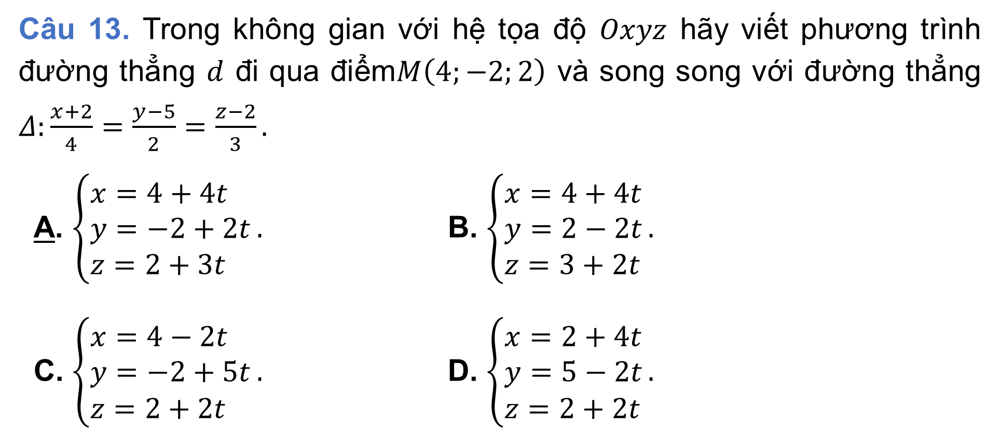 Câu 13. Trong không gian với hệ tọa độ Oxyz hãy viết phương trình
đường thẳng d đi qua điểmM(4; −2; 2) và song song với đường thẳng
Δ: \frac{x+2}{4} = \frac{y−5}{2} = \frac{z−2}{3}.
A. \begin{cases} x = 4 + 4t \\ y = −2 + 2t \\ z = 2 + 3t \end{cases}. B. \begin{cases} x = 4 + 4t \\ y = 2 − 2t \\ z = 3 + 2t \end{cases}.
C. \begin{cases} x = 4 − 2t \\ y = −2 + 5t \\ z = 2 + 2t \end{cases}. D. \begin{cases} x = 2 + 4t \\ y = 5 − 2t \\ z = 2 + 2t \end{cases}.